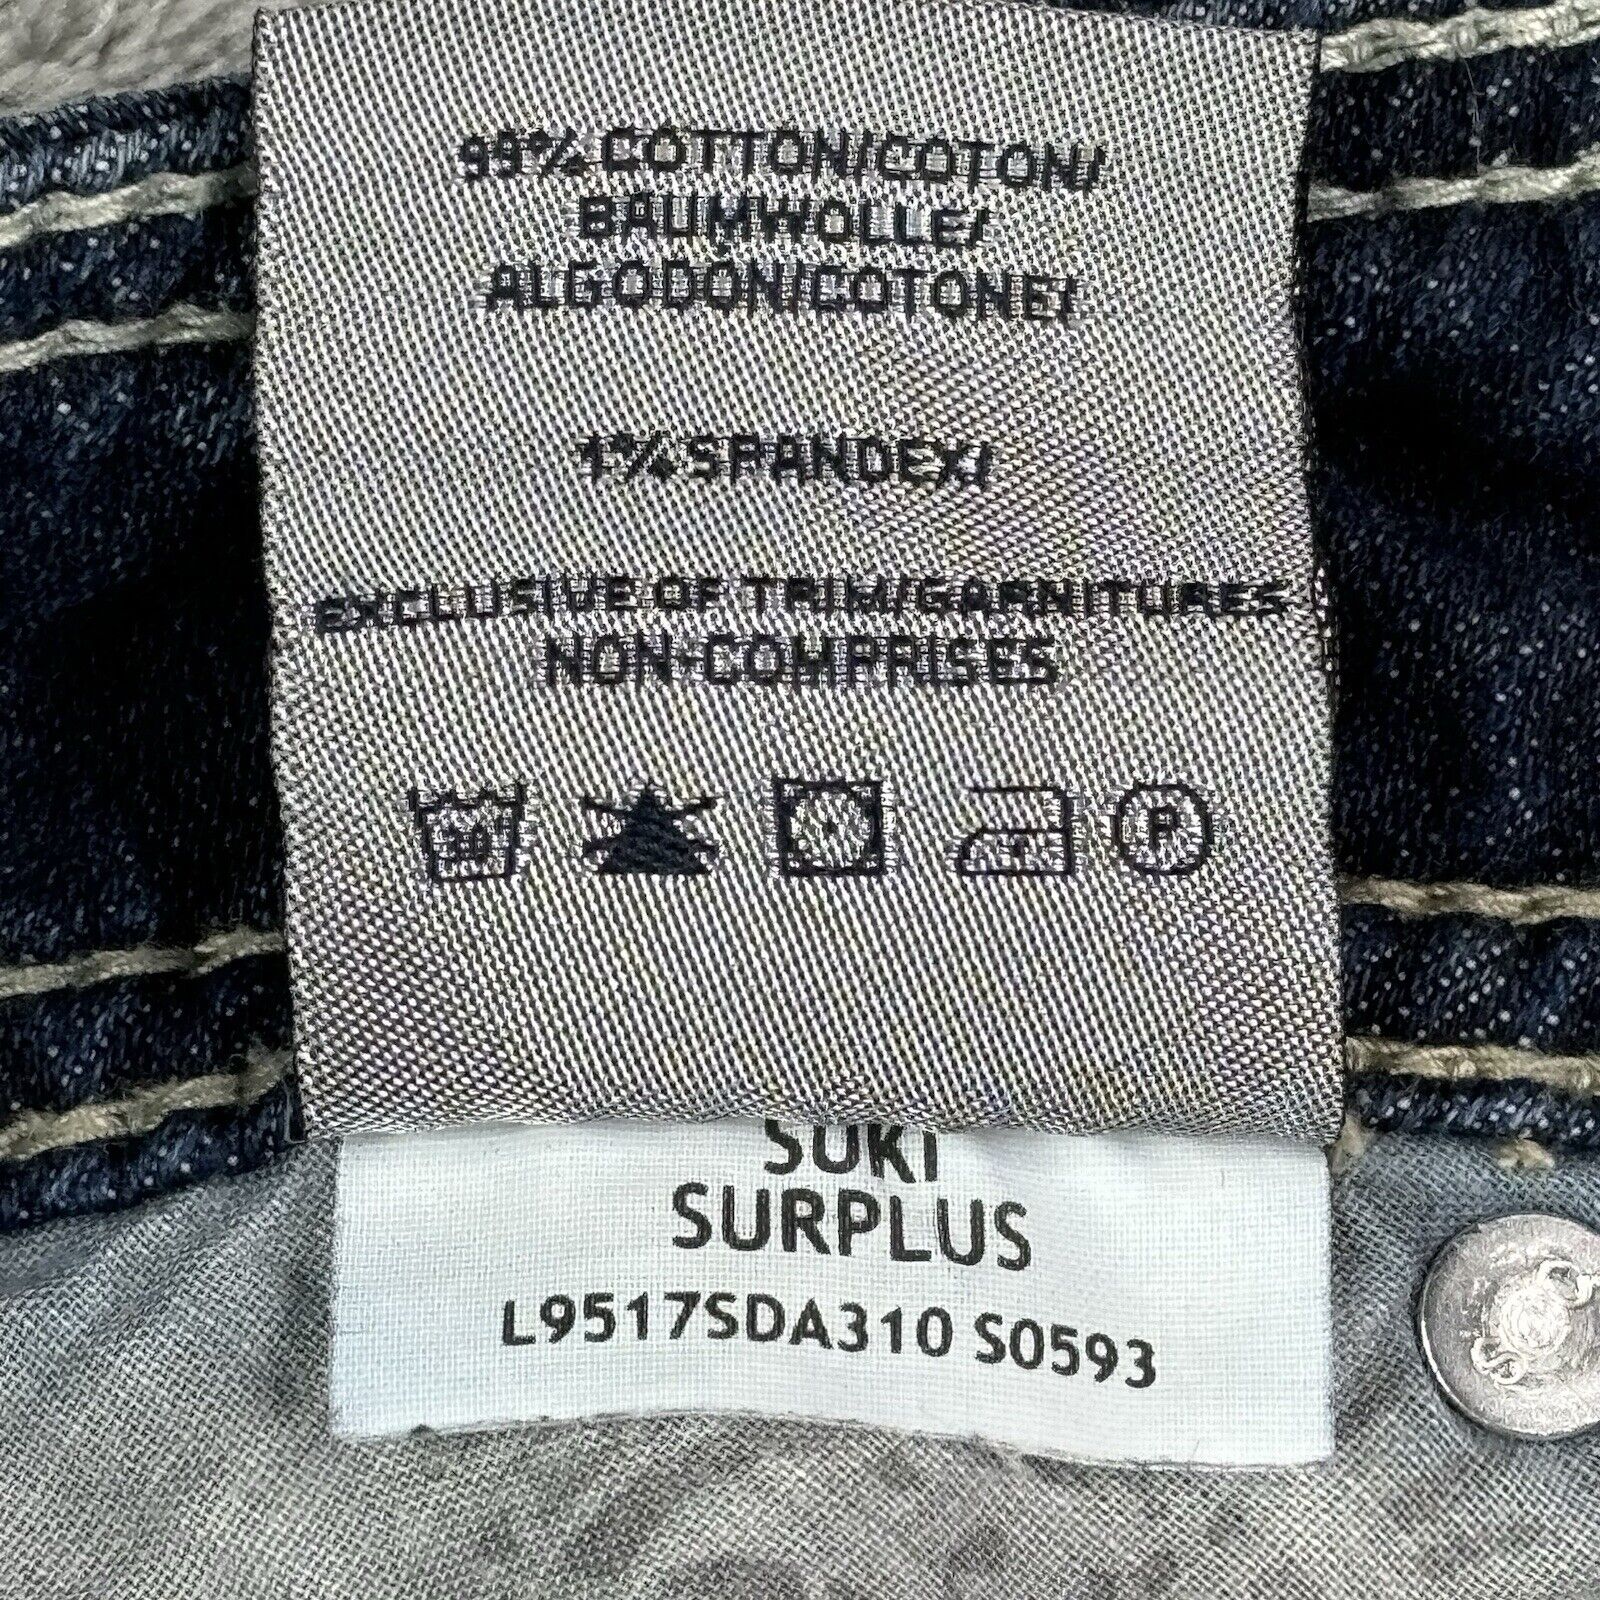 99% COTTON/COTON/
BAUMWOLLE/
ALGODÓN/COTONE/
1% SPANDEX/
EXCLUSIVE OF TRIM/GARNITURES
NON-COMPRISES
P
SUKI
SURPLUS
L9517SDA310 S0593